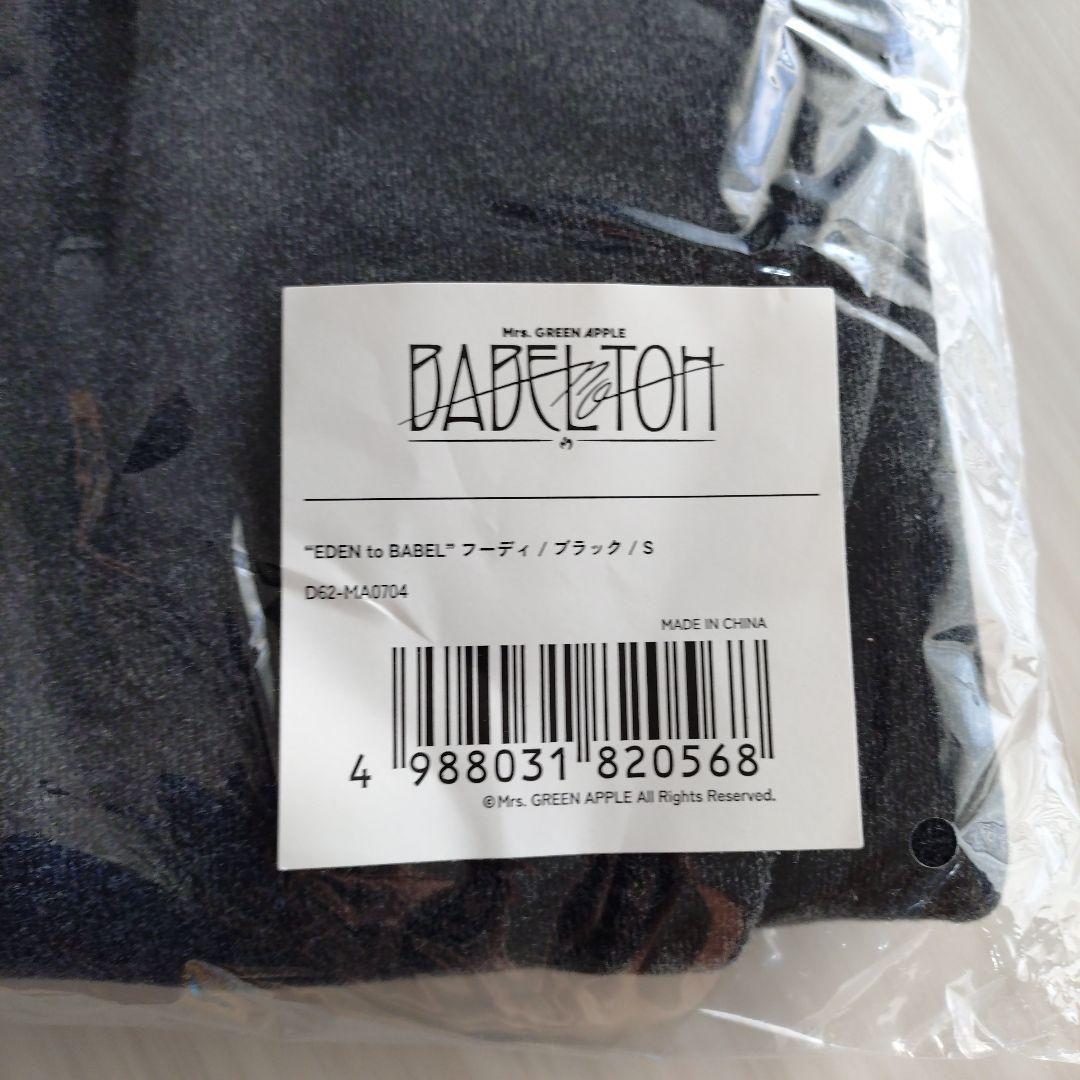 Mrs. GREEN APPLE
BABEL no TOH
“EDEN to BABEL” フーディ / ブラック / S
D62-MA0704
MADE IN CHINA
4 988031 820568
©Mrs. GREEN APPLE All Rights Reserved.